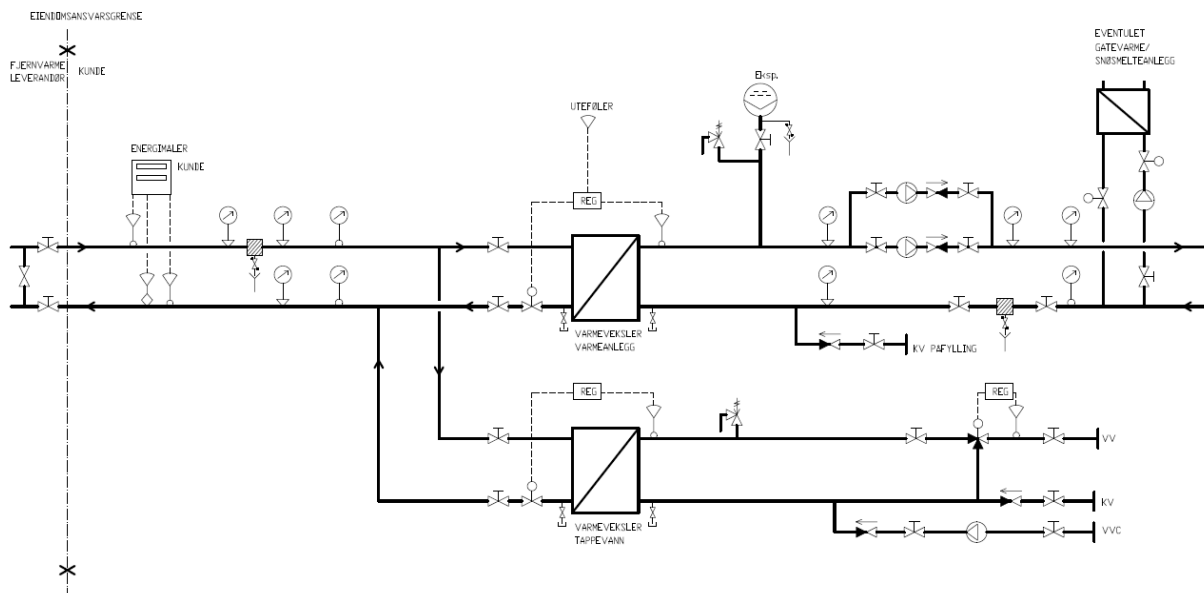 EIENDOMSANSVARSGRENSE
FJERNVARME
LEVERANDØR
KUNDE
ENERGIMALER
KUNDE
UTEFØLER
REG
Eksp.
EVENTULET
GATEVARME/
SNØSMELTEANLEGG
VARMEVEKSLER
VARMEANLEGG
KV PAFYLLING
REG
REG
VV
KV
VVC
VARMEVEKSLER
TAPPEVANN